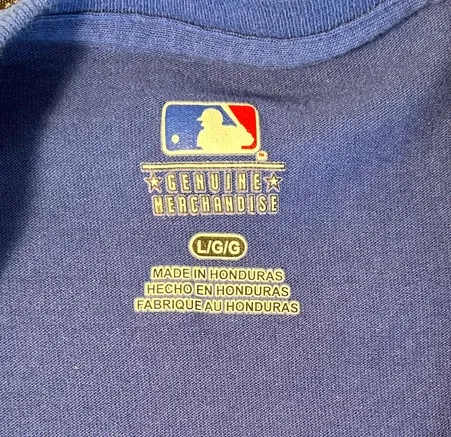 GENUINE
MERCHANDISE
L/G/G
MADE IN HONDURAS
HECHO EN HONDURAS
FABRIQUE AU HONDURAS